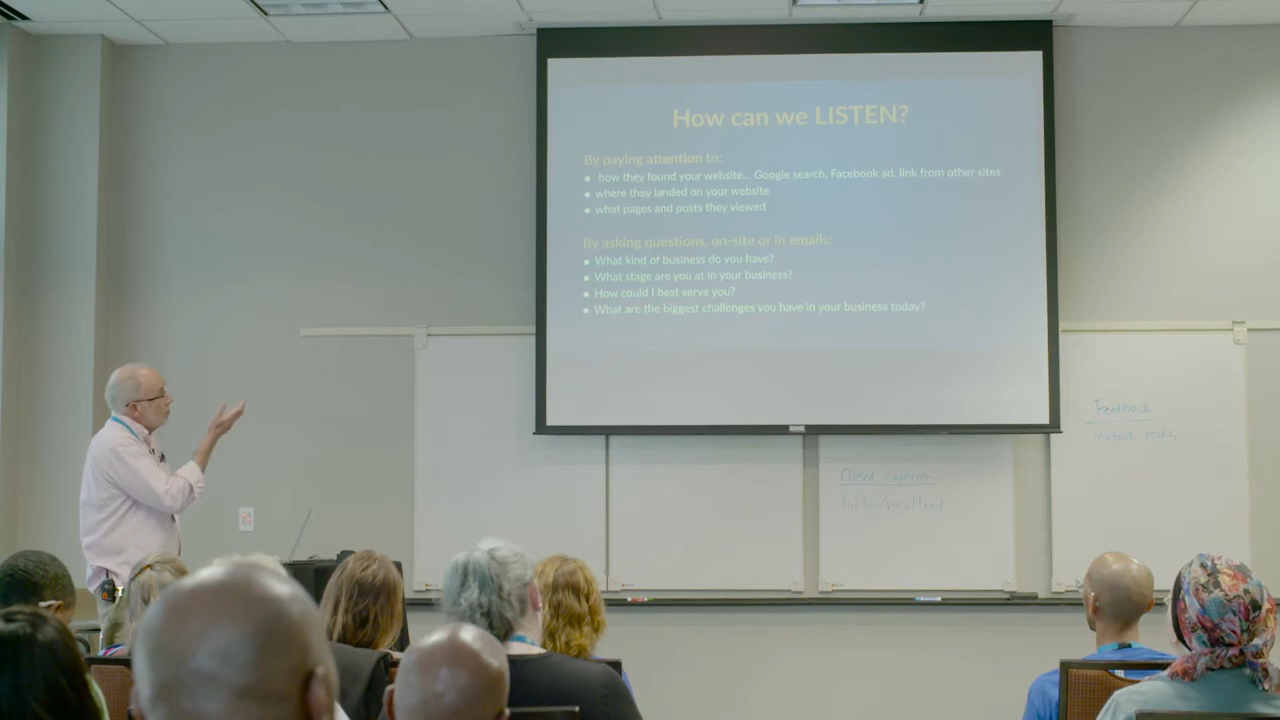 How can we LISTEN?
By paying attention to:
• how they found your website... Google search, Facebook ad, link from other sites
• where they landed on your website
• what pages and posts they viewed
By asking questions, on-site or in emails:
• What kind of business do you have?
• What stage are you at in your business?
• How could I best serve you?
• What are the biggest challenges you have in your business today?
Feedback
Closed caption